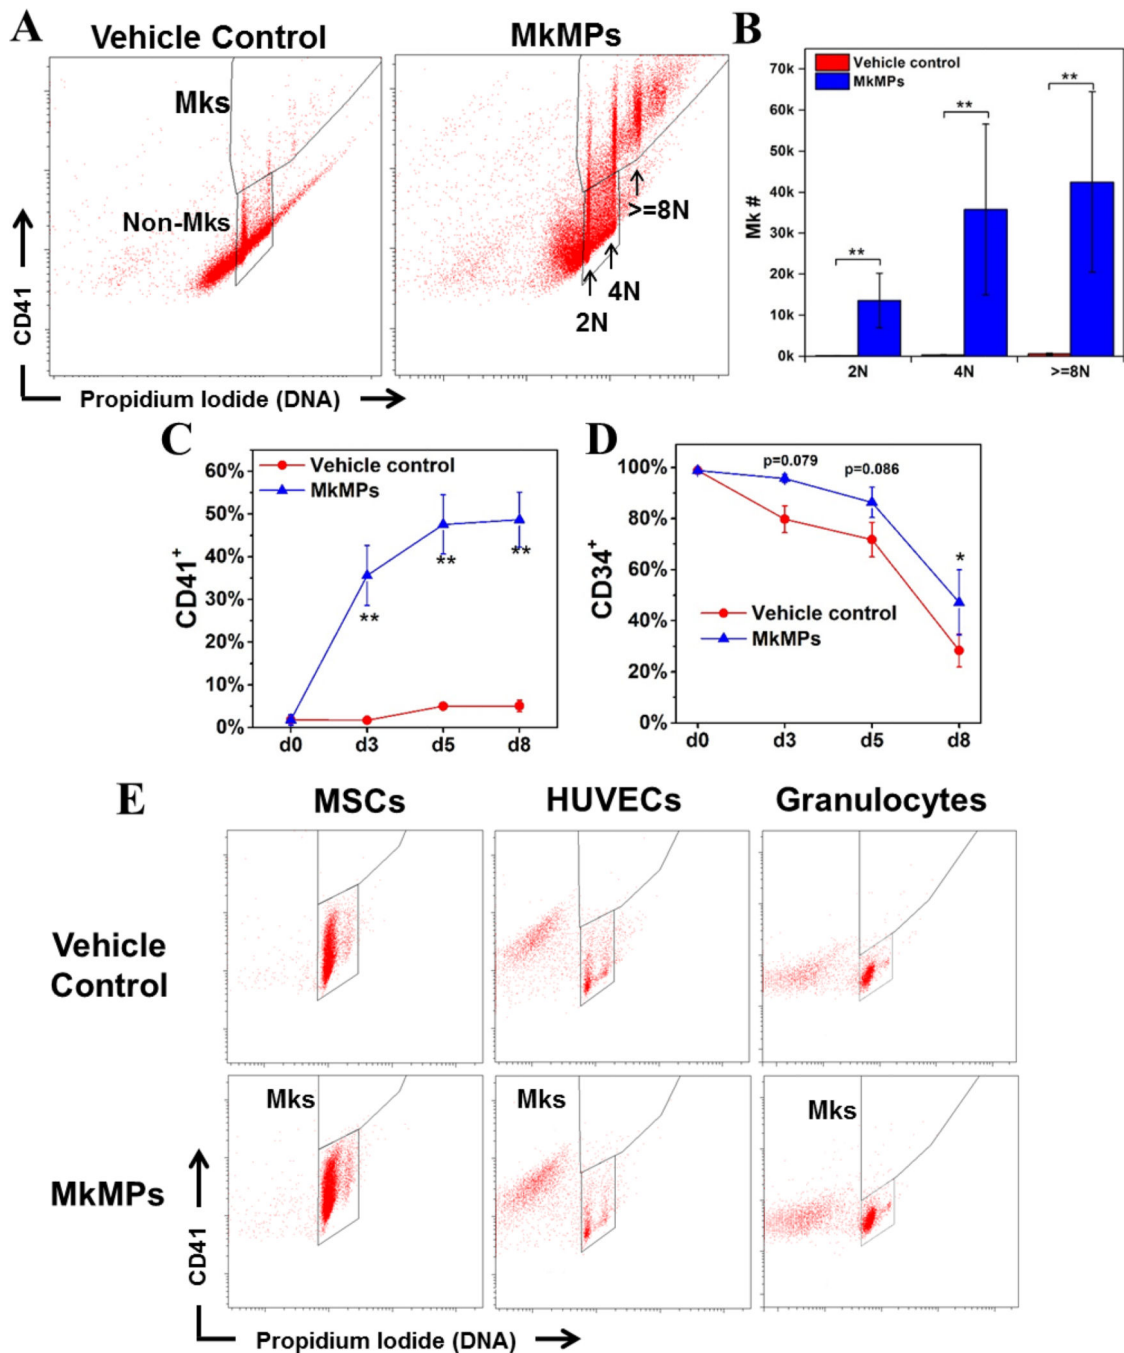 A
Vehicle Control
MkMPs
Mks
Non-Mks
>=8N
4N
2N
CD41
Propidium Iodide (DNA)
B
Vehicle control
MkMPs
**
**
**
Mk #
70k
60k
50k
40k
30k
20k
10k
0k
2N
4N
>=8N
C
Vehicle control
MkMPs
CD41+
60%
50%
40%
30%
20%
10%
0%
**
**
**
d0
d3
d5
d8
D
p=0.079
p=0.086
*
CD34+
100%
80%
60%
40%
20%
0%
Vehicle control
MkMPs
d0
d3
d5
d8
E
MSCs
HUVECs
Granulocytes
Vehicle
Control
MkMPs
Mks
Mks
Mks
CD41
Propidium Iodide (DNA)